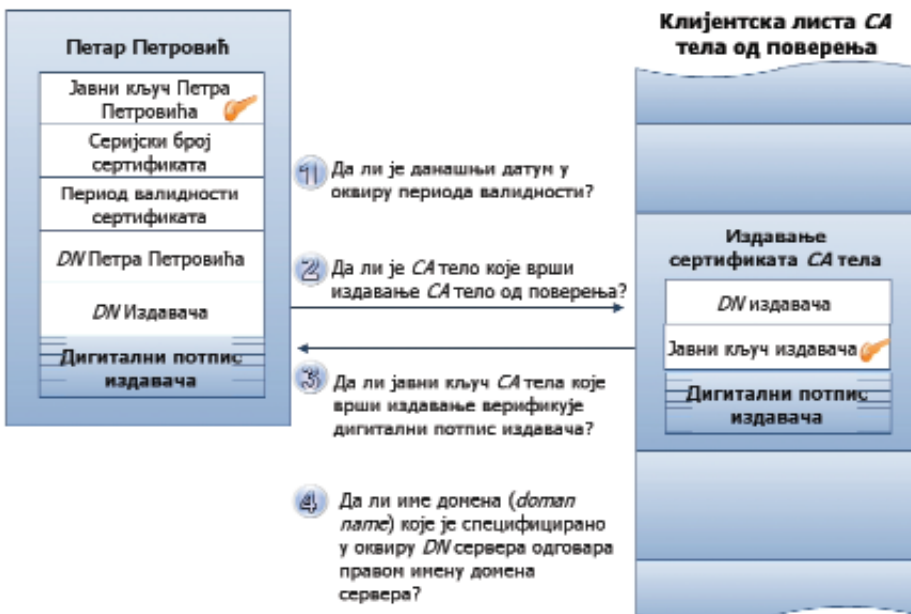 Петар Петровић
Јавни кључ Петра
Петровића
Серијски број
сертификата
Период валидности
сертификата
DN Петра Петровића
DN Издавача
Дигитални потпис
издавача
1 Да ли је данашњи датум у
оквиру периода валидности?
2 Да ли је CA тело које врши
издавање CA тело од поверења?
3 Да ли јавни кључ CA тела које
врши издавање верификује
дигитални потпис издавача?
4 Да ли име домена (doman
name) које је специфицирано
у оквиру DN сервера одговара
правом имену домена
сервера?
Клијентска листа CA
тела од поверења
Издавање
сертификата CA тела
DN издавача
Јавни кључ издавача
Дигитални потпис
издавача